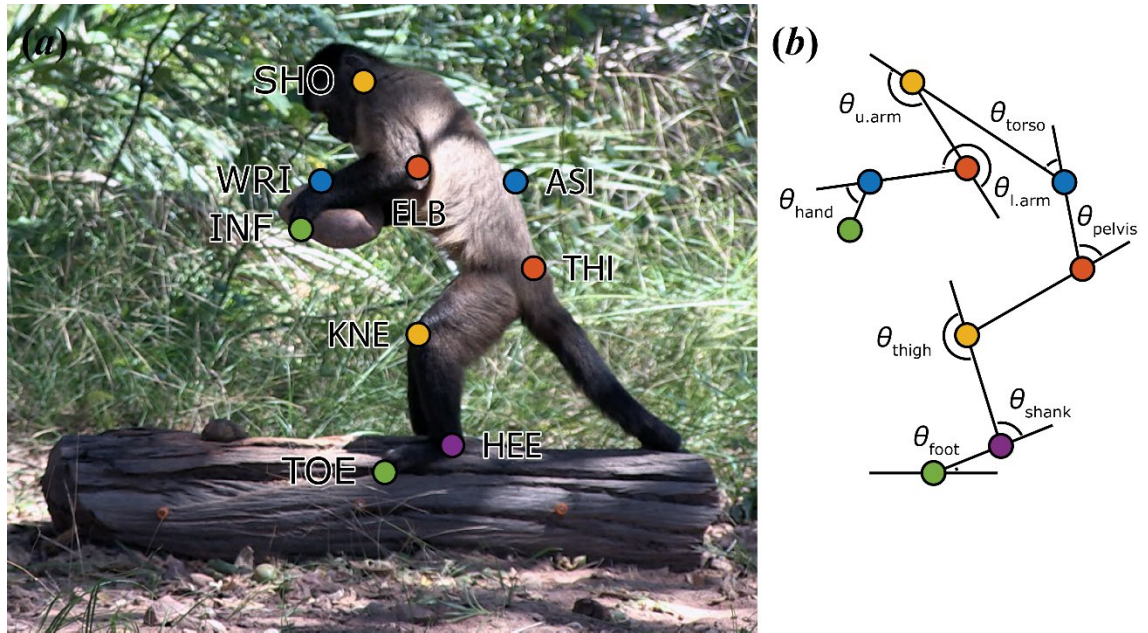 (a)
SHO
WRI
ASI
INF
ELB
THI
KNE
HEE
TOE
(b)
θu.arm
θtorso
θhand
θl.arm
θpelvis
θthigh
θshank
θfoot